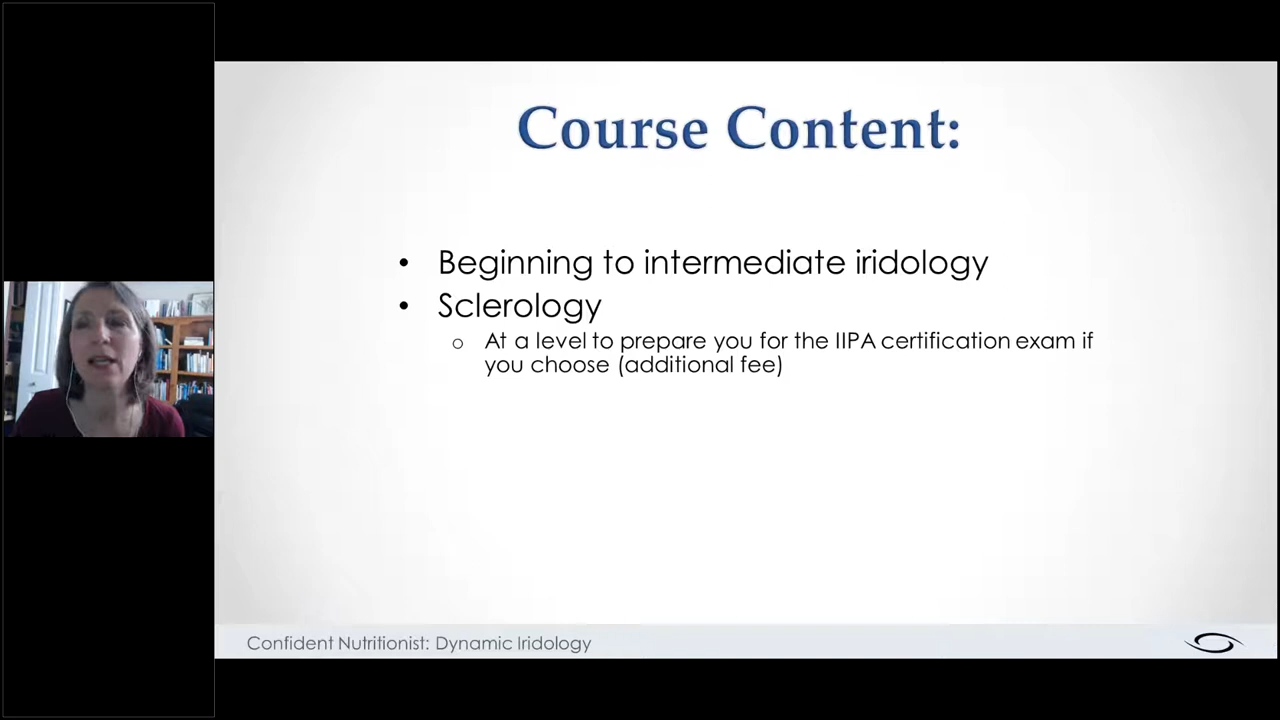 Course Content:
• Beginning to intermediate iridology
• Sclerology
o At a level to prepare you for the IIPA certification exam if
you choose (additional fee)
Confident Nutritionist: Dynamic Iridology